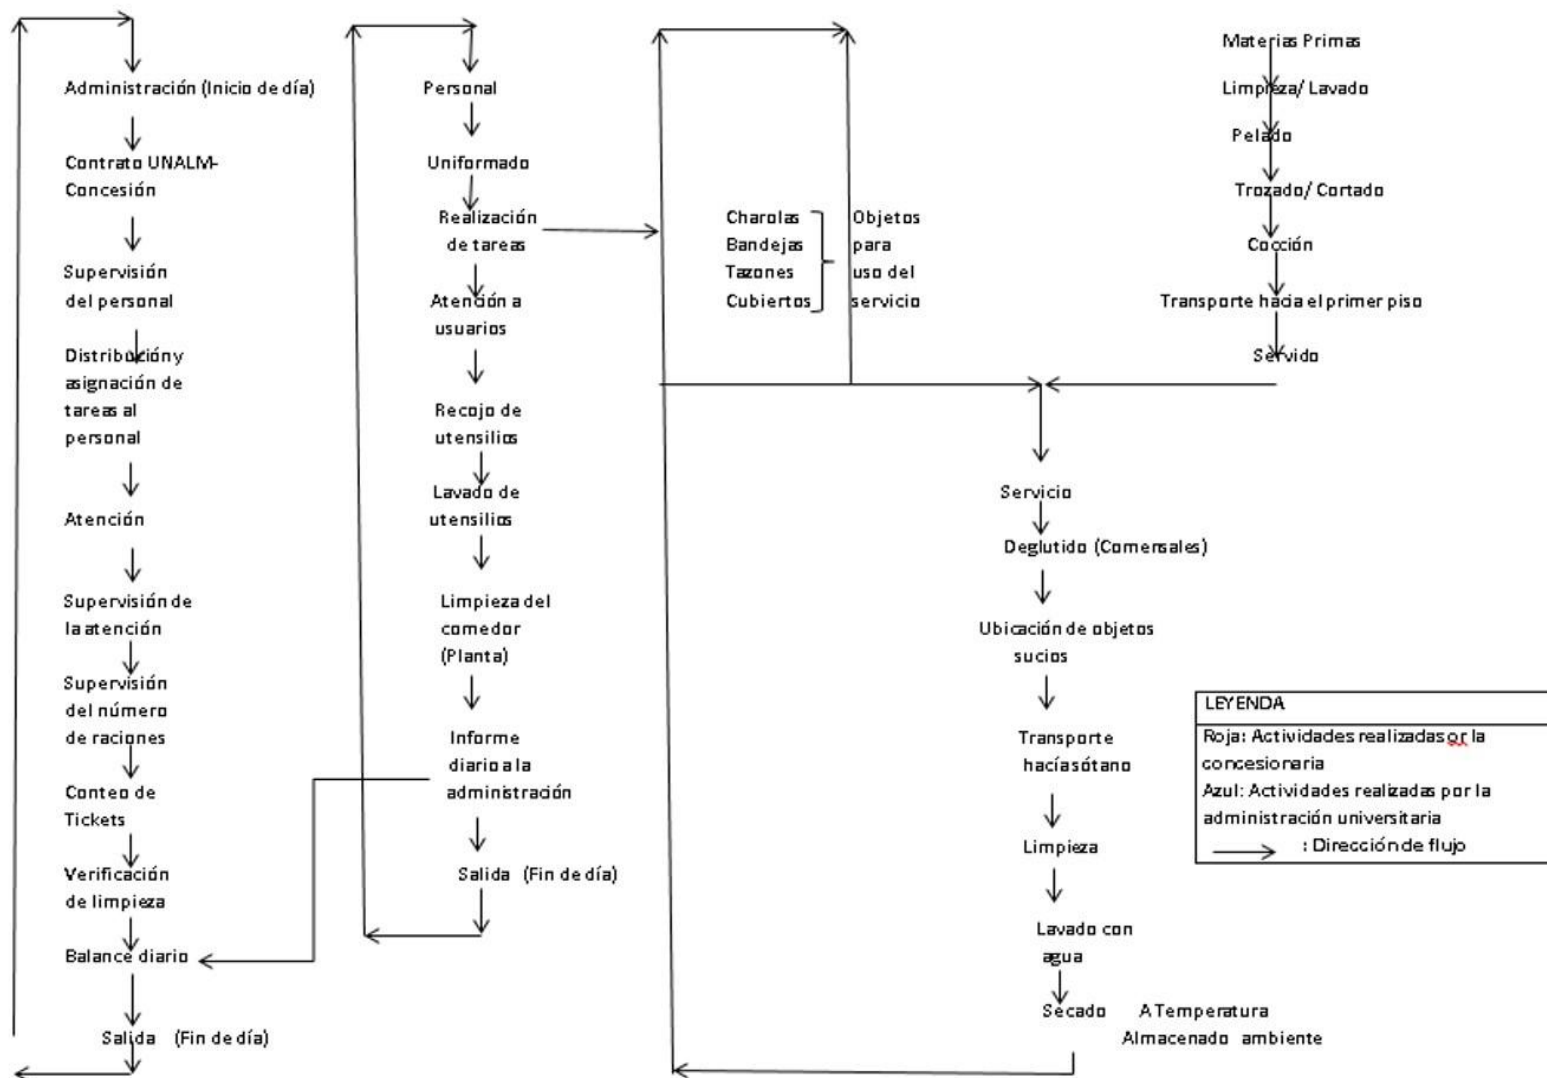 Administración (Inicio de día)
Contrato UNALM-
Concesión
Supervisión
del personal
Distribución y
asignación de
tareas al
personal
Atención
Supervisión de
la atención
Supervisión
del número
de raciones
Conteo de
Tickets
Verificación
de limpieza
Balance diario
Salida (Fin de día)
Personal
Uniformado
Realización
de tareas
Atención a
usuarios
Recojo de
utensilios
Lavado de
utensilios
Limpieza del
comedor
(Planta)
Informe
diario a la
administración
Salida (Fin de día)
Charolas
Bandejas
Tazones
Cubiertos
Objetos
para
uso del
servicio
Materias Primas
Limpieza/ Lavado
Pelado
Trozado/ Cortado
Cocción
Transporte hacia el primer piso
Servido
Servicio
Deglutido (Comensales)
Ubicación de objetos
sucios
Transporte
hacía sótano
Limpieza
Lavado con
agua
Secado A Temperatura
Almacenado ambiente
LEYENDA
Roja: Actividades realizadas or la
concesionaria
Azul: Actividades realizadas por la
administración universitaria
: Dirección de flujo